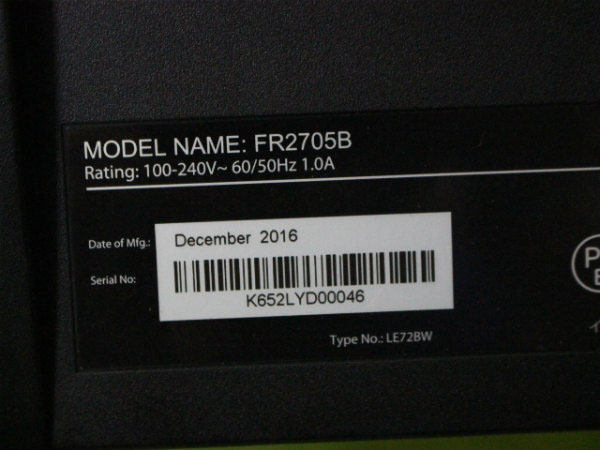 MODEL NAME: FR2705B
Rating: 100-240V~ 60/50Hz 1.0A
Date of Mfg.: December 2016
Serial No:
K652LYD00046
Type No.: LE72BW